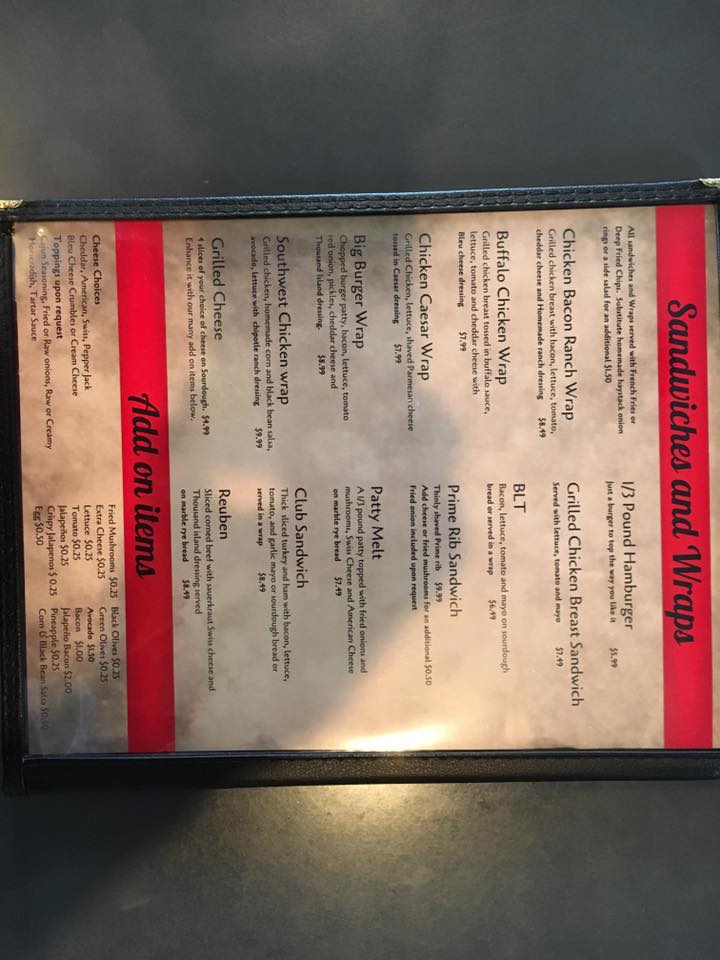 Sandwiches and Wraps
All sandwiches and Wraps served with French Fries or
Deep Fried Chips. Substitute homemade haystack onion
rings or a side salad for an additional $1.50
Chicken Bacon Ranch Wrap
Grilled chicken breast with bacon, lettuce, tomato,
cheddar cheese and Homemade ranch dressing $8.49
Buffalo Chicken Wrap
Grilled chicken breast tossed in buffalo sauce,
lettuce, tomato and cheddar cheese with
Bleu cheese dressing $7.99
Chicken Caesar Wrap
Grilled Chicken, lettuce, shaved Parmesan cheese
tossed in Caesar dressing $7.99
Big Burger Wrap
Chopped burger patty, bacon, lettuce, tomato
red onion, pickles, cheddar cheese and
Thousand Island dressing. $8.99
Southwest Chicken wrap
Grilled chicken, homemade corn and black bean salsa,
avocado, lettuce with chipotle ranch dressing $9.99
Grilled Cheese
4 slices of your choice of cheese on Sourdough. $4.99
Enhance it with our many add on items below.
1/3 Pound Hamburger
Just a burger to top the way you like it $5.99
Grilled Chicken Breast Sandwich
Served with lettuce, tomato and mayo $7.49
BLT
Bacon, lettuce, tomato and mayo on sourdough
bread or served in a wrap $6.49
Prime Rib Sandwich
Thinly shaved Prime rib $9.99
Add cheese or fried mushrooms for an additional $0.50
Fried onion included upon request
Patty Melt
A 1/3 pound patty topped with fried onions and
mushrooms, Swiss Cheese and American Cheese
on marble rye bread $7.49
Club Sandwich
Thick sliced turkey and ham with bacon, lettuce,
tomato, and garlic mayo or sourdough bread or
served in a wrap $8.49
Reuben
Sliced corned beef with sauerkraut Swiss cheese and
Thousand island dressing served
on marble rye bread $8.49
Add on items
Cheese Choices
Cheddar, American, Swiss, Pepper Jack
Bleu Cheese Crumbles or Cream Cheese
Toppings upon request
Cajun Seasoning, Fried or Raw onions, Raw or Creamy
Horseradish, Tartar Sauce
Fried Mushrooms $0.25
Extra Cheese $0.25
Lettuce $0.25
Tomato $0.25
Jalapeños $0.25
Crispy Jalapenos $ 0.25
Egg $0.50
Black Olives $0.25
Green Olives $0.25
Avocado $1.50
Bacon $1.00
Jalapeño Bacon $2.00
Pineapple $0.25
Corn & Black Bean Salsa $0.50